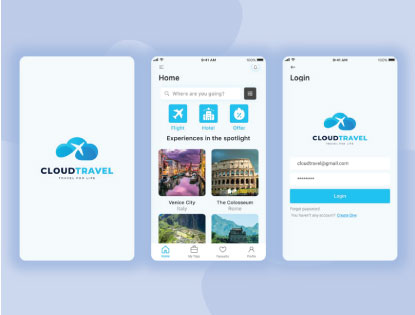 CLOUDTRAVEL
TRAVEL FOR LIFE
9:41 AM
100%
Home
Where are you going?
Flight
Hotel
Offer
Experiences in the spotlight
Venice City
Italy
The Colosseum
Rome
Home
My Trips
Favourite
Profile
9:41 AM
100%
Login
CLOUDTRAVEL
TRAVEL FOR LIFE
cloudtravel@gmail.com
Login
Forgot password?
You haven't any account?